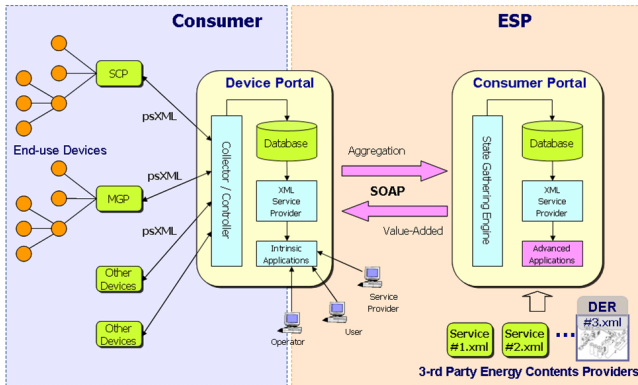 Consumer
ESP
SCP
psXML
End-use Devices
MGP
psXML
psXML
Other
Devices
Other
Devices
Device Portal
Collector / Controller
Database
XML
Service
Provider
Intrinsic
Applications
Service
Provider
User
Operator
Aggregation
SOAP
Value-Added
Consumer Portal
State Gathering Engine
Database
XML
Service
Provider
Advanced
Applications
Service
#1.xml
Service
#2.xml
...
DER
#3.xml
3-rd Party Energy Contents Providers